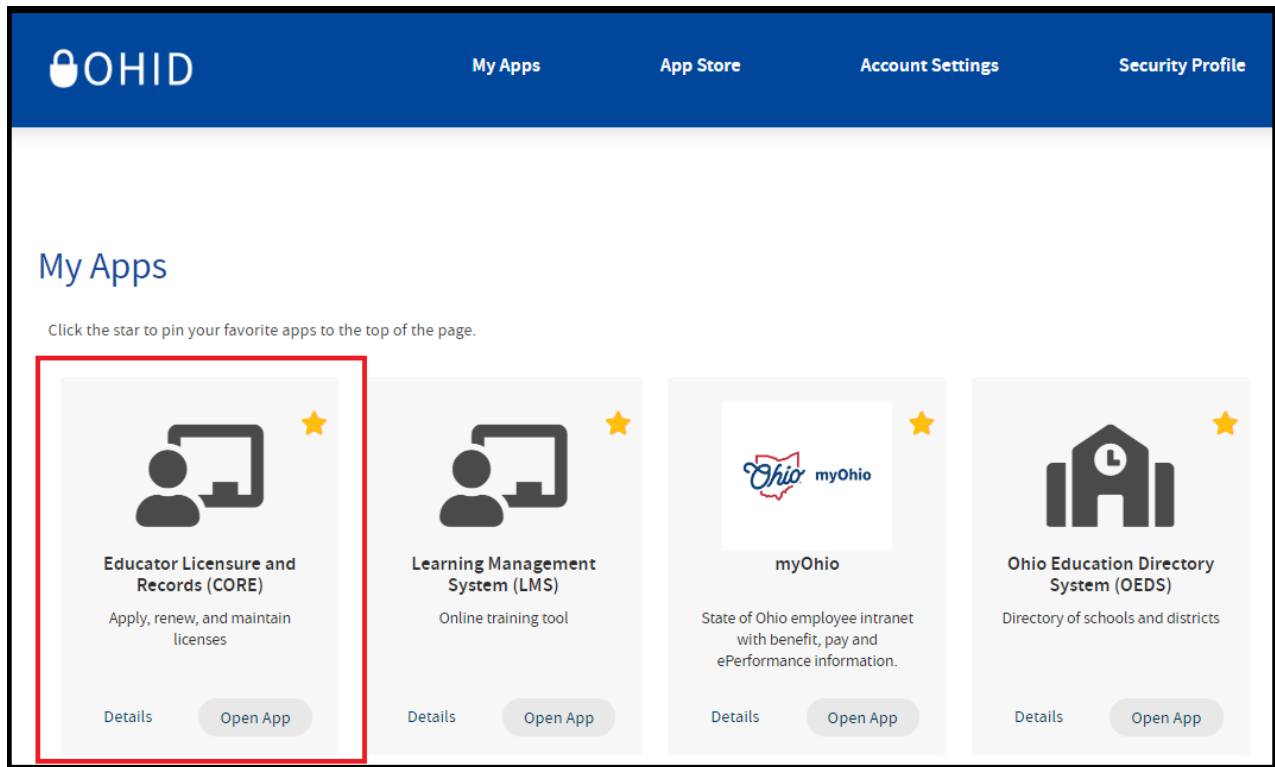 OHID
My Apps
App Store
Account Settings
Security Profile
My Apps
Click the star to pin your favorite apps to the top of the page.
Educator Licensure and
Records (CORE)
Apply, renew, and maintain
licenses
Details
Open App
Learning Management
System (LMS)
Online training tool
Details
Open App
Ohio
myOhio
myOhio
State of Ohio employee intranet
with benefit, pay and
ePerformance information.
Details
Open App
Ohio Education Directory
System (OEDS)
Directory of schools and districts
Details
Open App